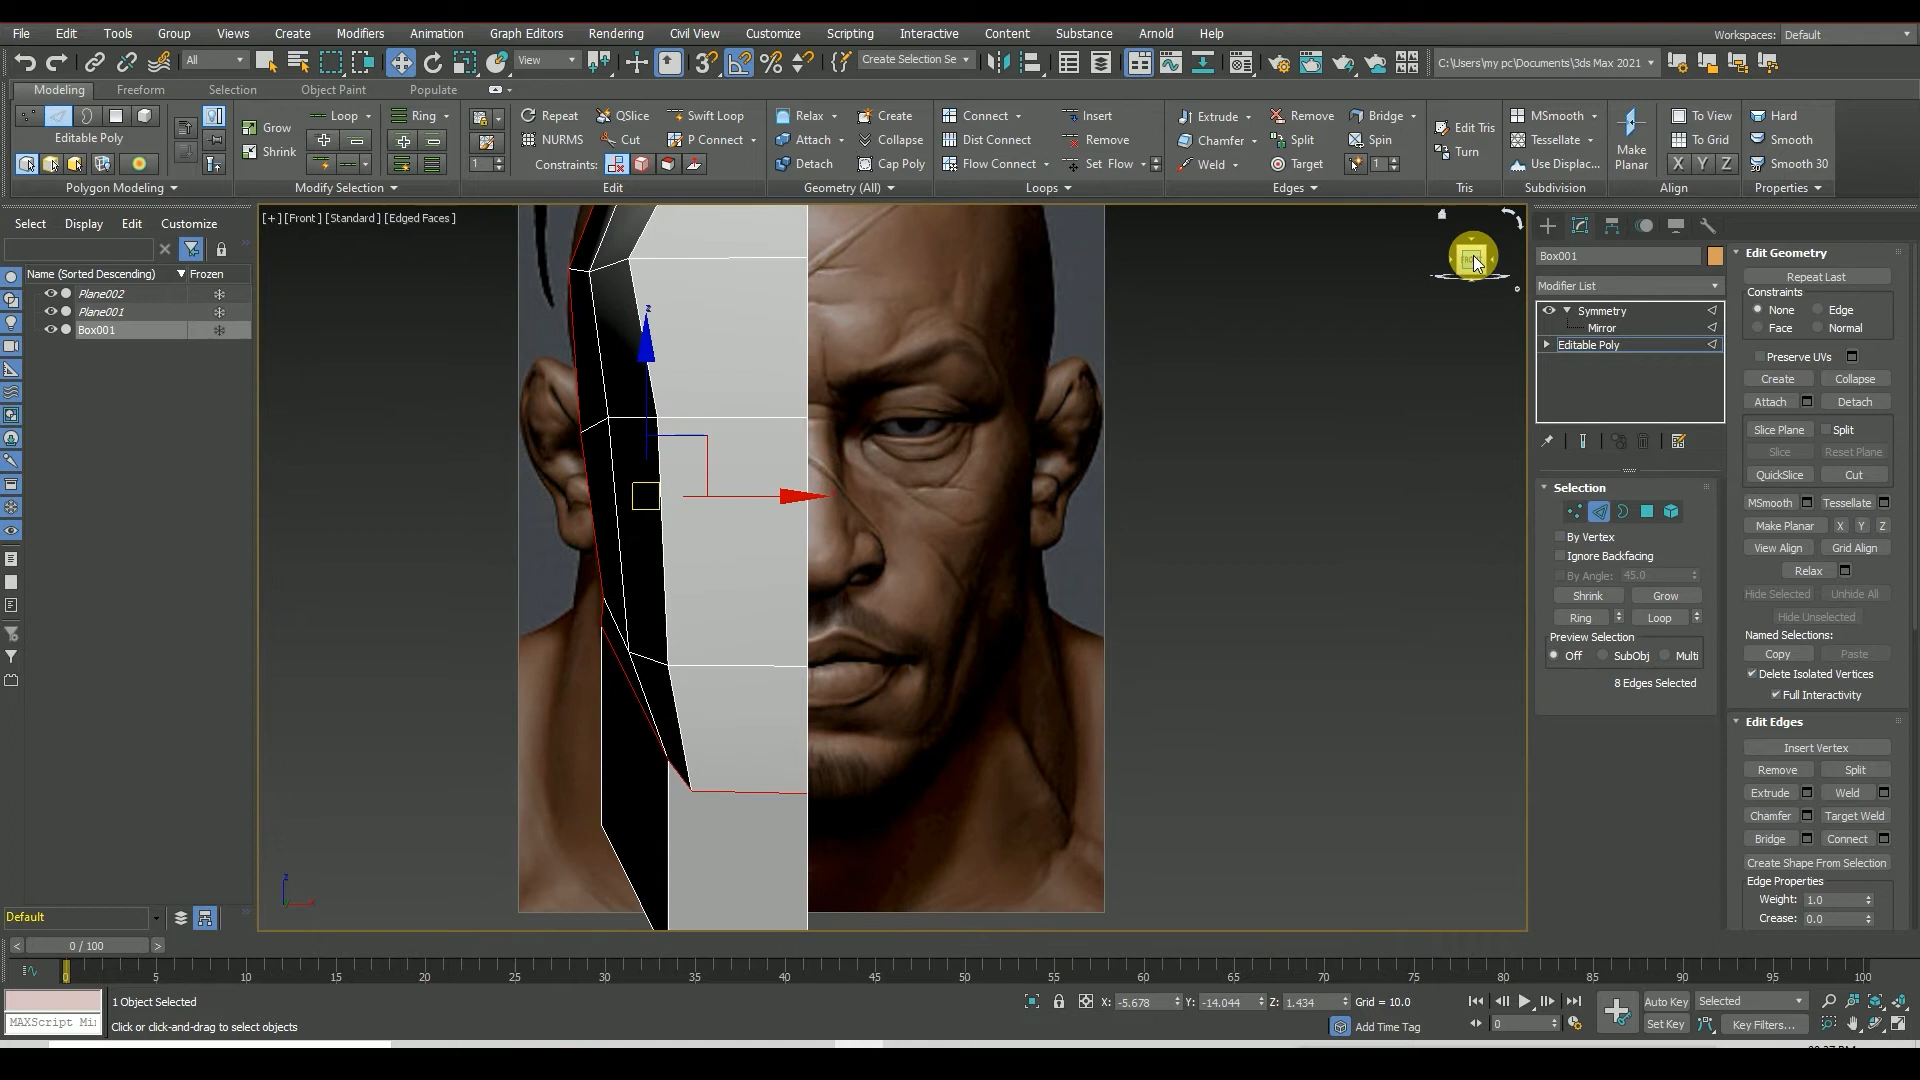 File Edit Tools Group Views Create Modifiers Animation Graph Editors Rendering Civil View Customize Scripting Interactive Content Substance Arnold Help Workspaces: Default
All View Create Selection Se C:\Users\my pc\Documents\3ds Max 2021
Modeling Freeform Selection Object Paint Populate
Loop Ring Repeat QSlice Swift Loop Relax Create Connect Insert Extrude Remove Bridge MSmooth To View Hard
Editable Poly Grow NURMS Cut P Connect Attach Collapse Dist Connect Remove Chamfer Split Spin Edit Tris Tessellate Make Planar To Grid Smooth
Shrink 1 Constraints: Detach Cap Poly Flow Connect Set Flow Weld Target 1 Turn Use Displac... X Y Z Smooth 30
Polygon Modeling Modify Selection Edit Geometry (All) Loops Edges Tris Subdivision Align Properties
Select Display Edit Customize
Name (Sorted Descending) Frozen
Plane002
Plane001
Box001
Default
[+] [Front] [Standard] [Edged Faces]
z
FRONT
z
x
Box001
Modifier List
Symmetry
Mirror
Editable Poly
Selection
By Vertex
Ignore Backfacing
By Angle: 45.0
Shrink Grow
Ring Loop
Preview Selection
Off SubObj Multi
8 Edges Selected
Edit Geometry
Repeat Last
Constraints
None Edge
Face Normal
Preserve UVs
Create Collapse
Attach Detach
Slice Plane Split
Slice Reset Plane
QuickSlice Cut
MSmooth Tessellate
Make Planar X Y Z
View Align Grid Align
Relax
Hide Selected Unhide All
Hide Unselected
Named Selections:
Copy Paste
Delete Isolated Vertices
Full Interactivity
Edit Edges
Insert Vertex
Remove Split
Extrude Weld
Chamfer Target Weld
Bridge Connect
Create Shape From Selection
Edge Properties
Weight: 1.0
Crease: 0.0
< 0 / 100 >
0 5 10 15 20 25 30 35 40 45 50 55 60 65 70 75 80 85 90 95 100
1 Object Selected X: -5.678 Y: -14.044 Z: 1.434 Grid = 10.0 Auto Key Selected
MAXScript Mi Click or click-and-drag to select objects Add Time Tag 0 Set Key Key Filters...